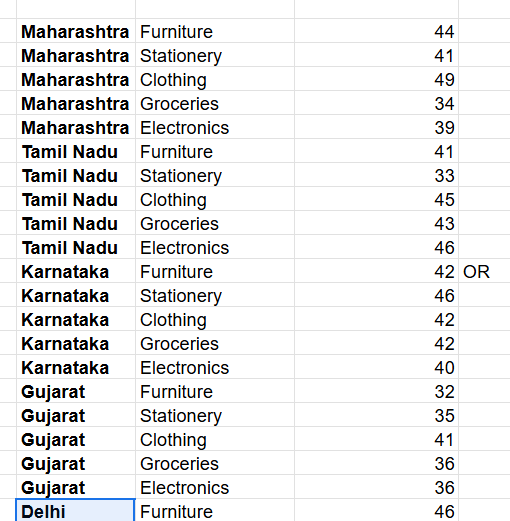 Maharashtra Furniture 44
Maharashtra Stationery 41
Maharashtra Clothing 49
Maharashtra Groceries 34
Maharashtra Electronics 39
Tamil Nadu Furniture 41
Tamil Nadu Stationery 33
Tamil Nadu Clothing 45
Tamil Nadu Groceries 43
Tamil Nadu Electronics 46
Karnataka Furniture 42 OR
Karnataka Stationery 46
Karnataka Clothing 42
Karnataka Groceries 42
Karnataka Electronics 40
Gujarat Furniture 32
Gujarat Stationery 35
Gujarat Clothing 41
Gujarat Groceries 36
Gujarat Electronics 36
Delhi Furniture 46